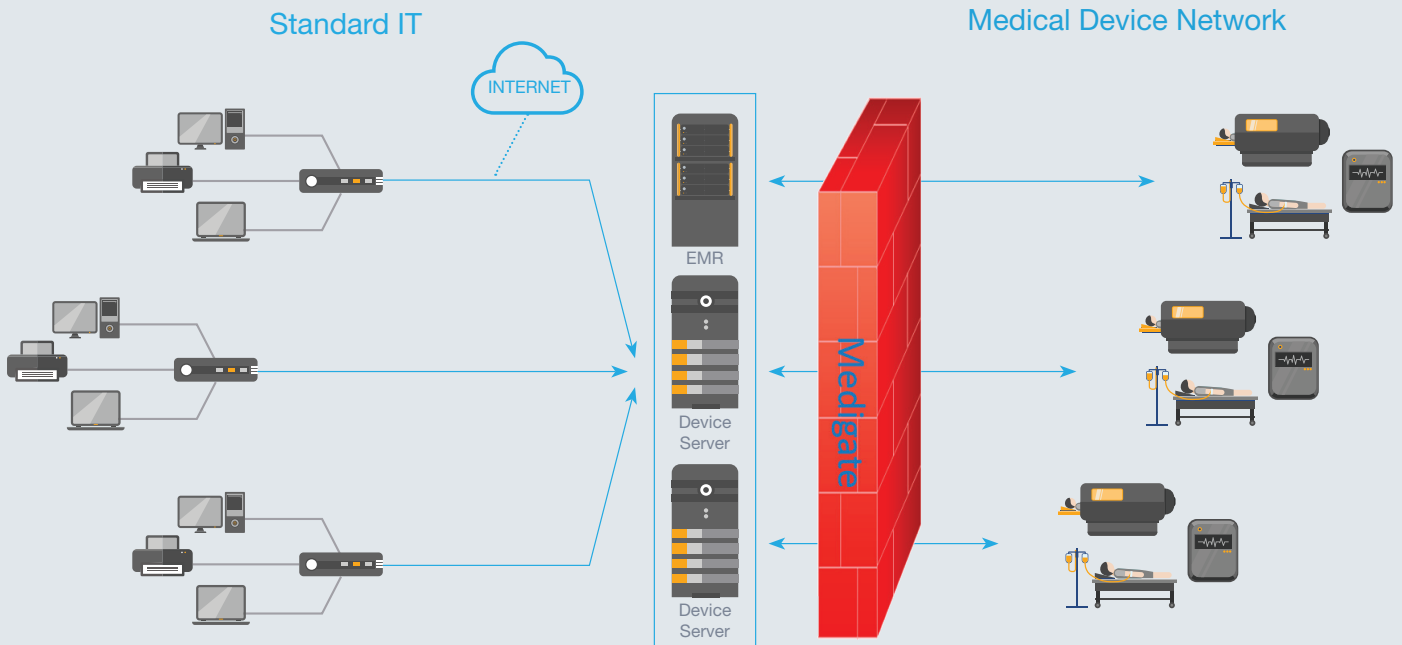 Standard IT
Medical Device Network
INTERNET
EMR
Device
Server
Medigate
Device
Server